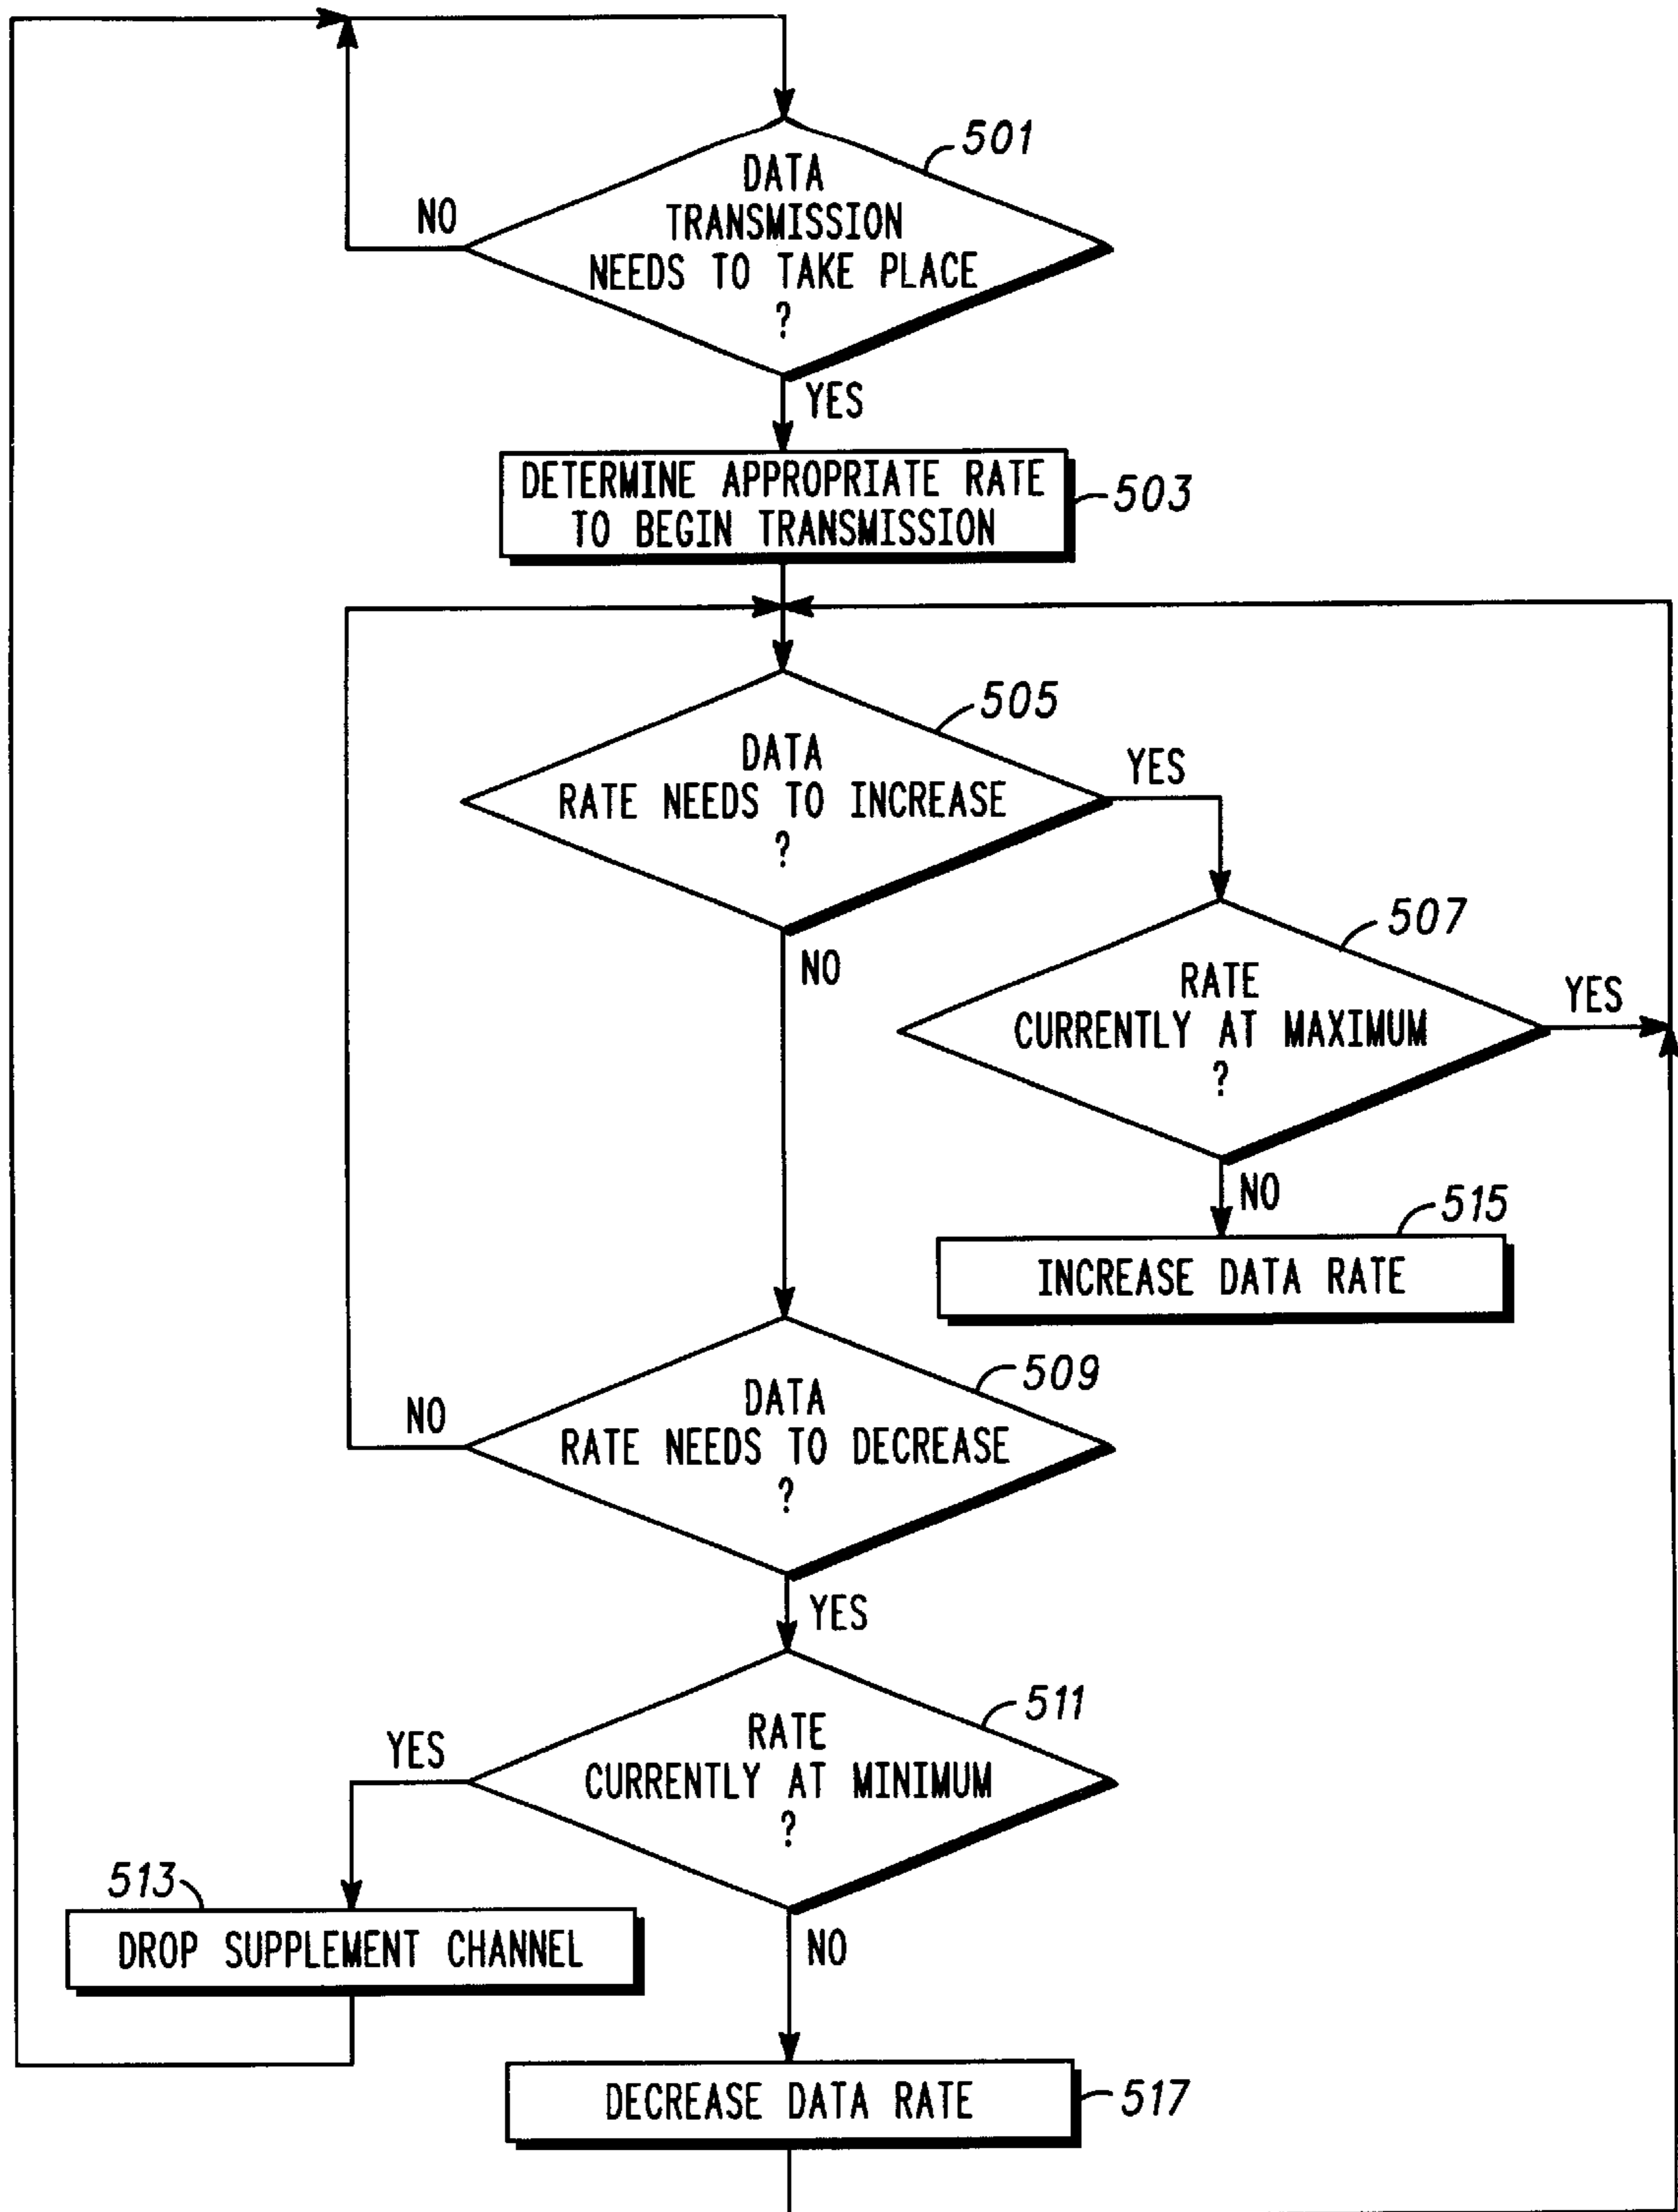 501
DATA
TRANSMISSION
NEEDS TO TAKE PLACE
?
NO
YES
DETERMINE APPROPRIATE RATE
TO BEGIN TRANSMISSION
503
505
DATA
RATE NEEDS TO INCREASE
?
YES
NO
507
RATE
CURRENTLY AT MAXIMUM
?
YES
NO
515
INCREASE DATA RATE
509
DATA
RATE NEEDS TO DECREASE
?
NO
YES
511
RATE
CURRENTLY AT MINIMUM
?
YES
NO
513
DROP SUPPLEMENT CHANNEL
DECREASE DATA RATE
517